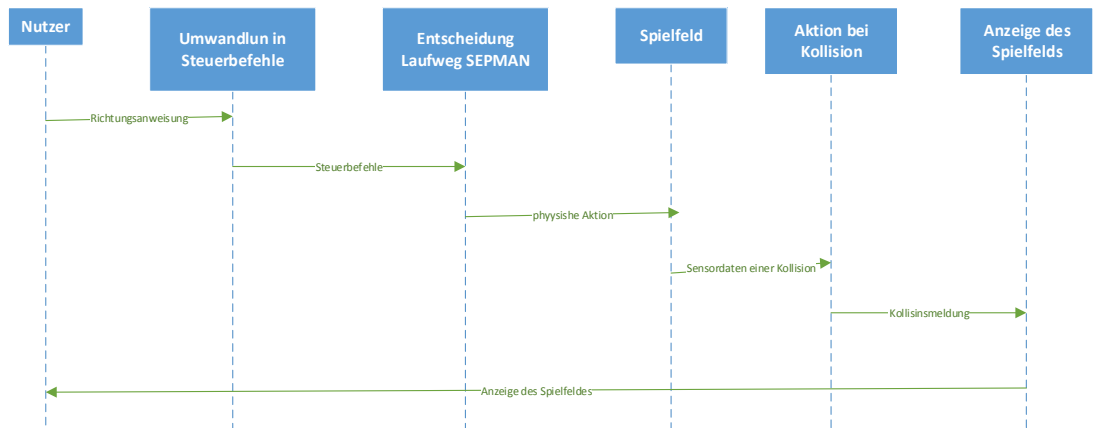 Nutzer
Umwandlun in
Steuerbefehle
Entscheidung
Laufweg SEPMAN
Spielfeld
Aktion bei
Kollision
Anzeige des
Spielfelds
Richtungsanweisung
Steuerbefehle
phyysishe Aktion
Sensordaten einer Kollision
Kollisinsmeldung
Anzeige des Spielfeldes